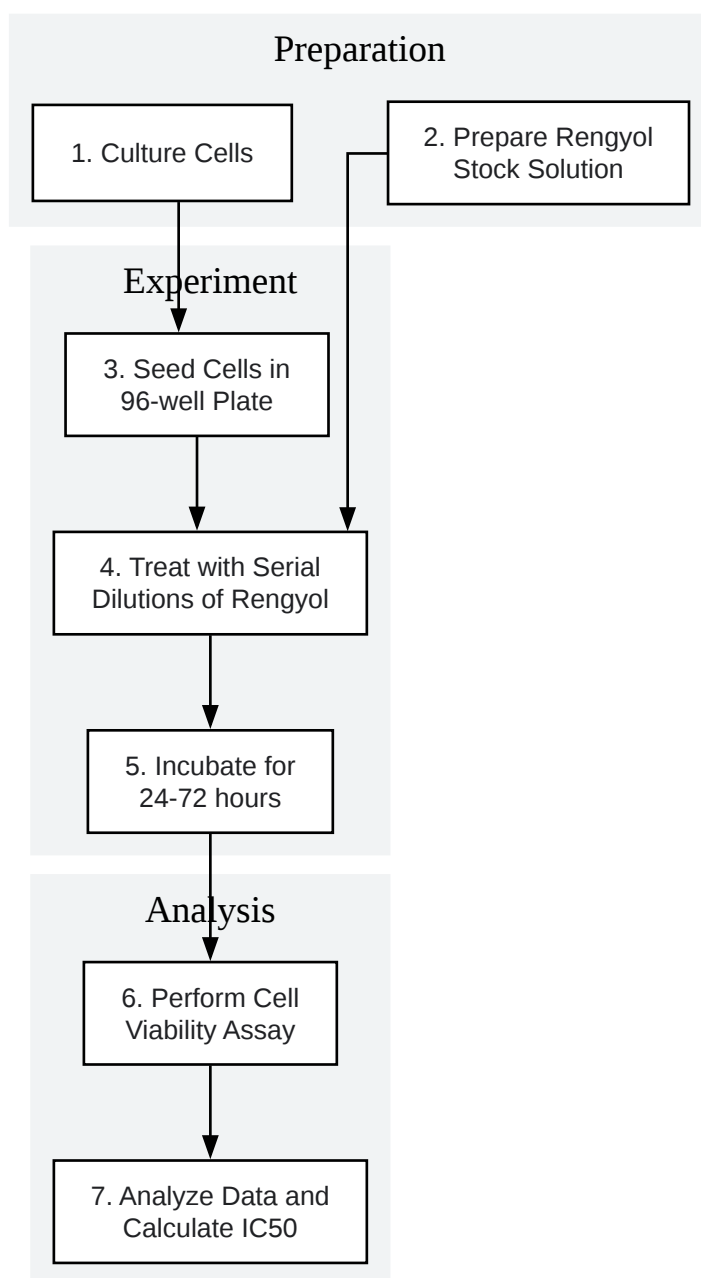 Preparation
1. Culture Cells
2. Prepare Rengyol
Stock Solution
Experiment
3. Seed Cells in
96-well Plate
4. Treat with Serial
Dilutions of Rengyol
5. Incubate for
24-72 hours
Analysis
6. Perform Cell
Viability Assay
7. Analyze Data and
Calculate IC50